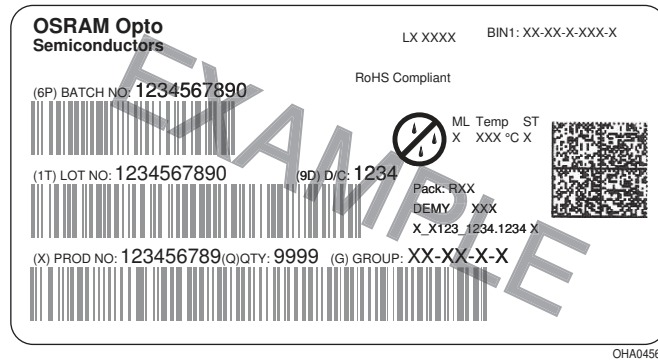 OSRAM Opto
Semiconductors
LX XXXX
BIN1: XX-XX-X-XXX-X
RoHS Compliant
(6P) BATCH NO: 1234567890
ML Temp ST
X XXX °C X
(1T) LOT NO: 1234567890 (9D) D/C: 1234
Pack: RXX
DEMY XXX
X_X123_1234.1234 X
(X) PROD NO: 123456789(Q)QTY: 9999 (G) GROUP: XX-XX-X-X
EXAMPLE
OHA0456